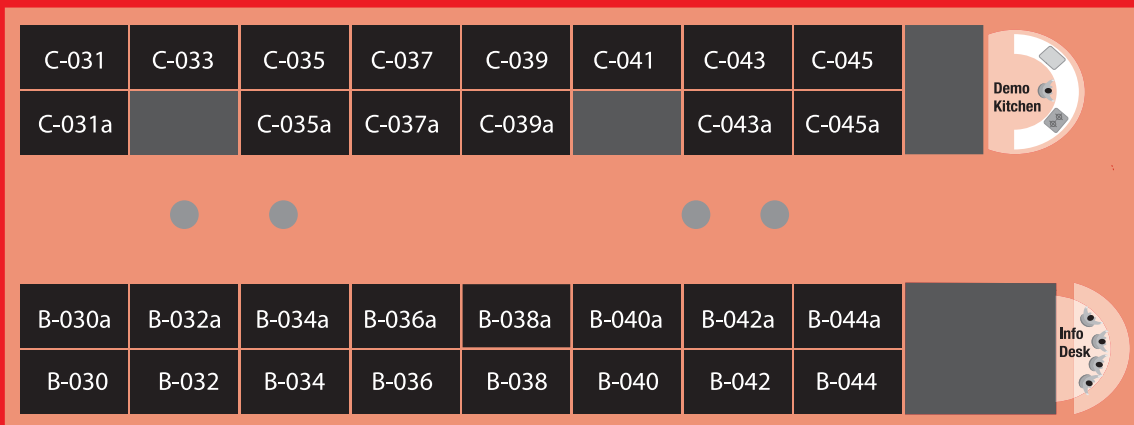 C-031 C-033 C-035 C-037 C-039 C-041 C-043 C-045
C-031a C-035a C-037a C-039a C-043a C-045a
Demo
Kitchen
B-030a B-032a B-034a B-036a B-038a B-040a B-042a B-044a
B-030 B-032 B-034 B-036 B-038 B-040 B-042 B-044
Info
Desk